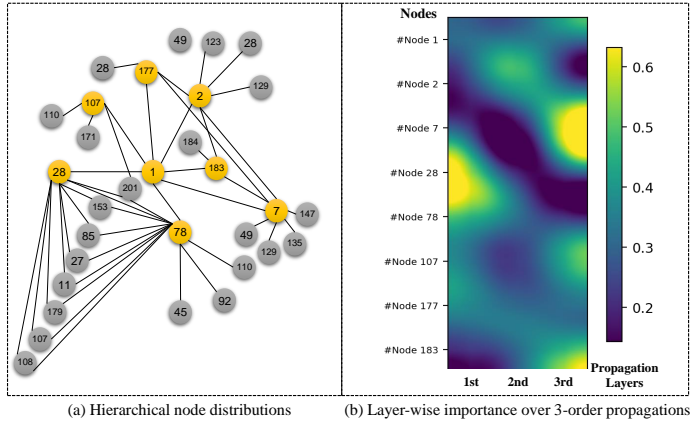 49
123
28
28
177
2
129
107
110
171
184
183
28
1
201
153
7
147
85
78
49
135
129
27
110
11
92
179
45
107
108
(a) Hierarchical node distributions
Nodes
#Node 1
#Node 2
#Node 7
#Node 28
#Node 78
#Node 107
#Node 177
#Node 183
1st 2nd 3rd
Propagation
Layers
0.6
0.5
0.4
0.3
0.2
(b) Layer-wise importance over 3-order propagations